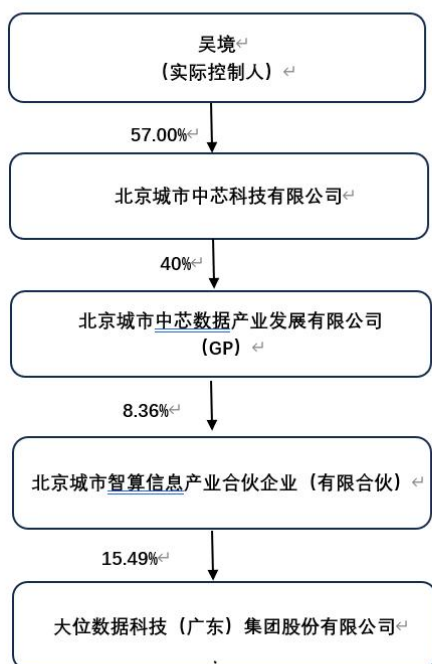 吴境
（实际控制人）
57.00%
北京城市中芯科技有限公司
40%
北京城市中芯数据产业发展有限公司
（GP）
8.36%
北京城市智算信息产业合伙企业（有限合伙）
15.49%
大位数据科技（广东）集团股份有限公司